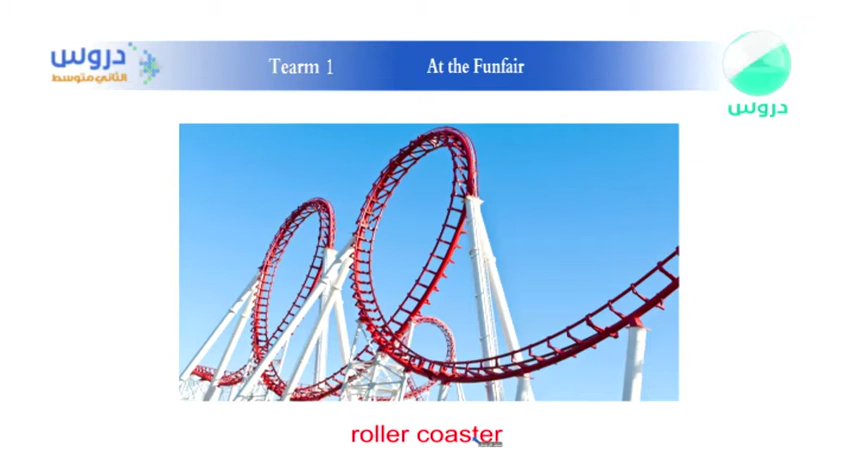 دروس
الثاني متوسط
Tearm 1
At the Funfair
دروس
roller coaster